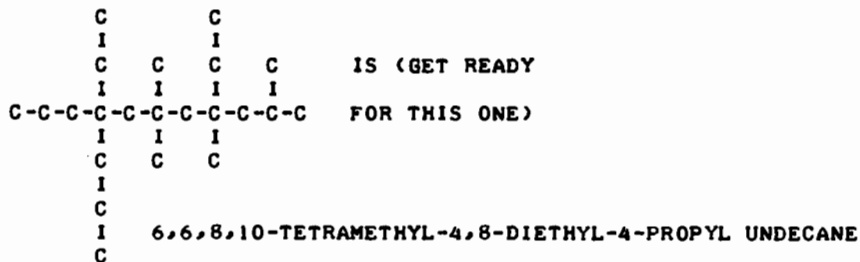 C C
I I
C C C C IS (GET READY
I I I I
C-C-C-C-C-C-C-C-C-C-C FOR THIS ONE)
I I I
C C C
I
C
I 6,6,8,10-TETRAMETHYL-4,8-DIETHYL-4-PROPYL UNDECANE
C